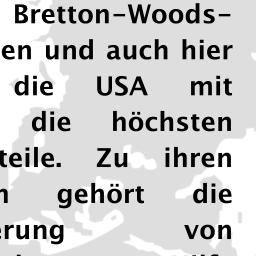 Bretton-Woods-
en und auch hier
die USA mit
die höchsten
teile. Zu ihren
gehört die
erung von